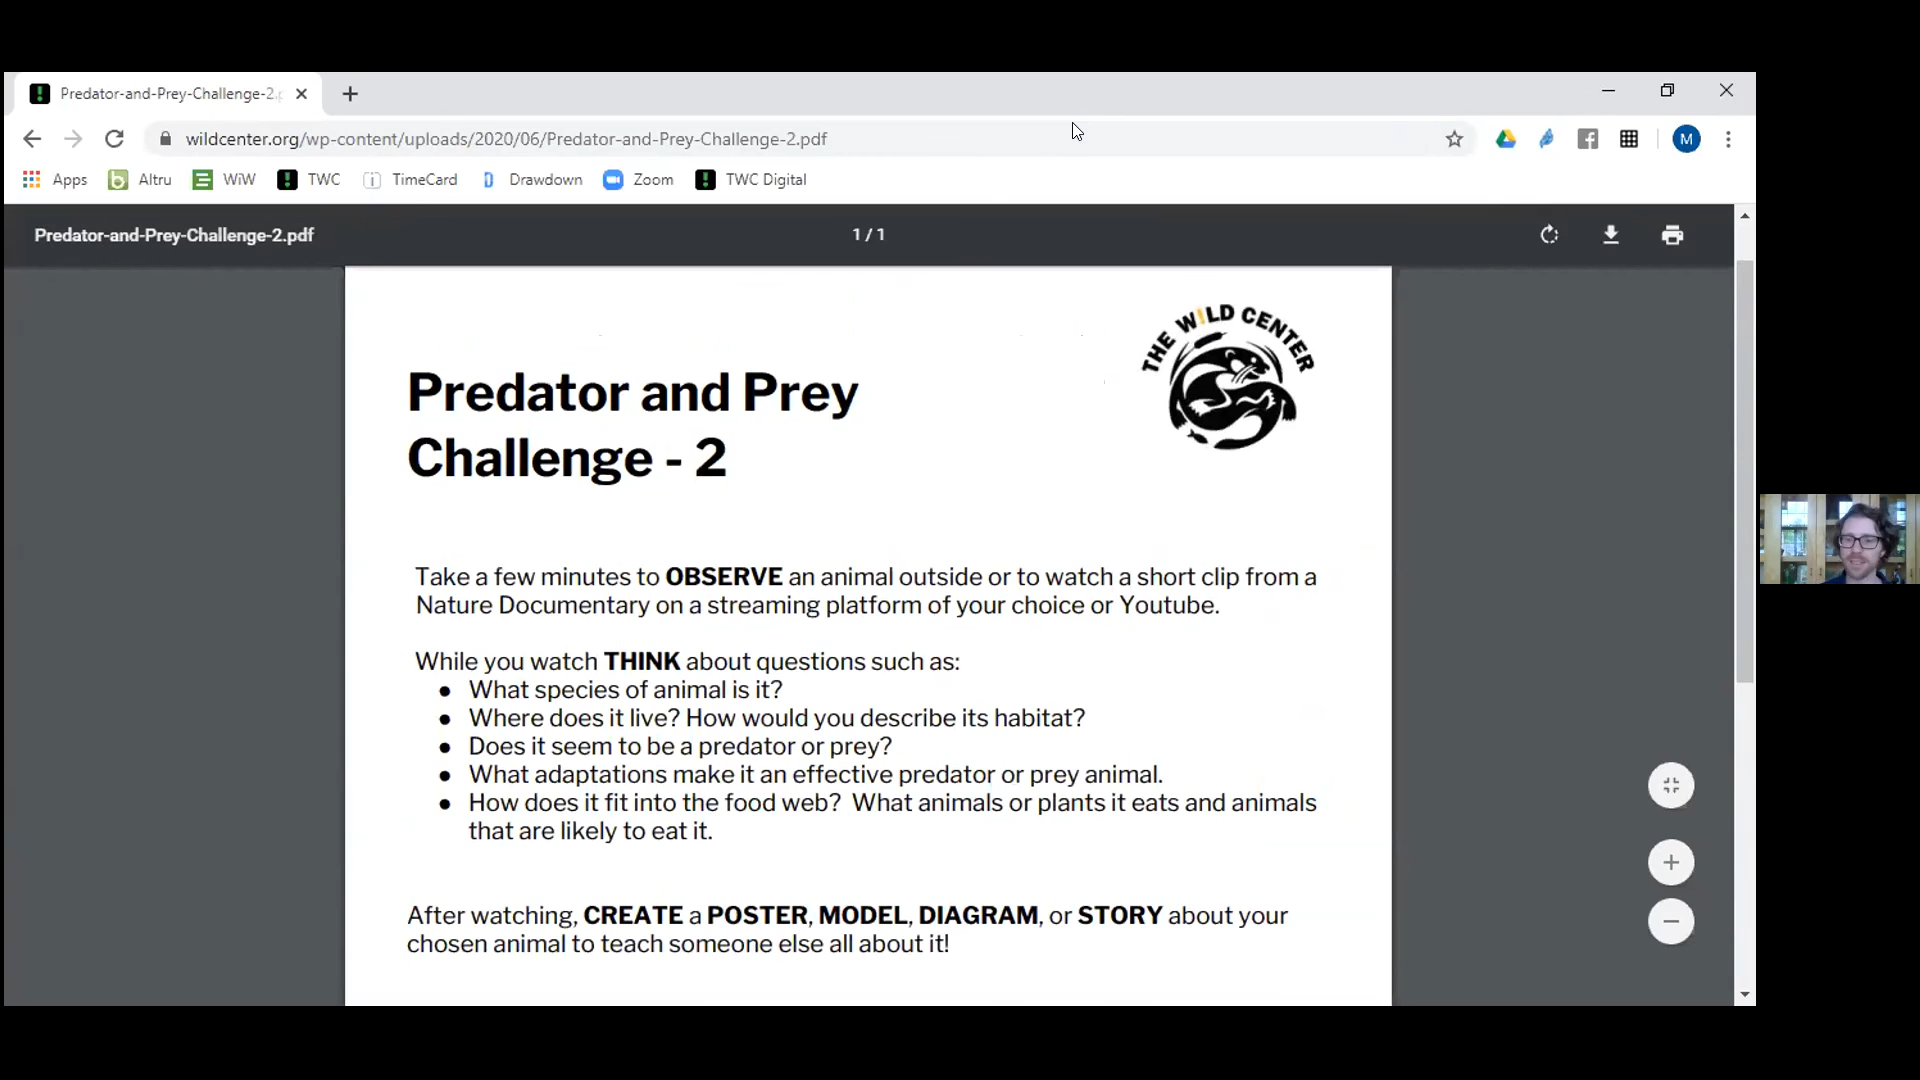 Predator-and-Prey-Challenge-2.p
wildcenter.org/wp-content/uploads/2020/06/Predator-and-Prey-Challenge-2.pdf
M
Apps Altru WiW TWC TimeCard Drawdown Zoom TWC Digital
Predator-and-Prey-Challenge-2.pdf 1 / 1
THE WILD CENTER
Predator and Prey
Challenge - 2
Take a few minutes to OBSERVE an animal outside or to watch a short clip from a
Nature Documentary on a streaming platform of your choice or Youtube.
While you watch THINK about questions such as:
● What species of animal is it?
● Where does it live? How would you describe its habitat?
● Does it seem to be a predator or prey?
● What adaptations make it an effective predator or prey animal.
● How does it fit into the food web? What animals or plants it eats and animals
that are likely to eat it.
After watching, CREATE a POSTER, MODEL, DIAGRAM, or STORY about your
chosen animal to teach someone else all about it!